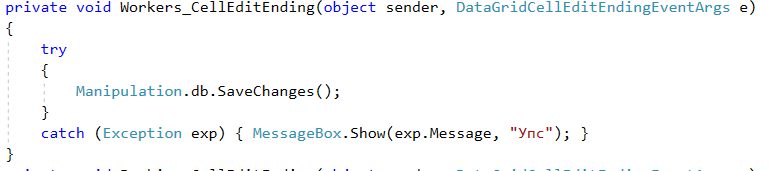 private void Workers_CellEditEnding(object sender, DataGridCellEditEndingEventArgs e)
{
try
{
Manipulation.db.SaveChanges();
}
catch (Exception exp) { MessageBox.Show(exp.Message, "Упс"); }
}